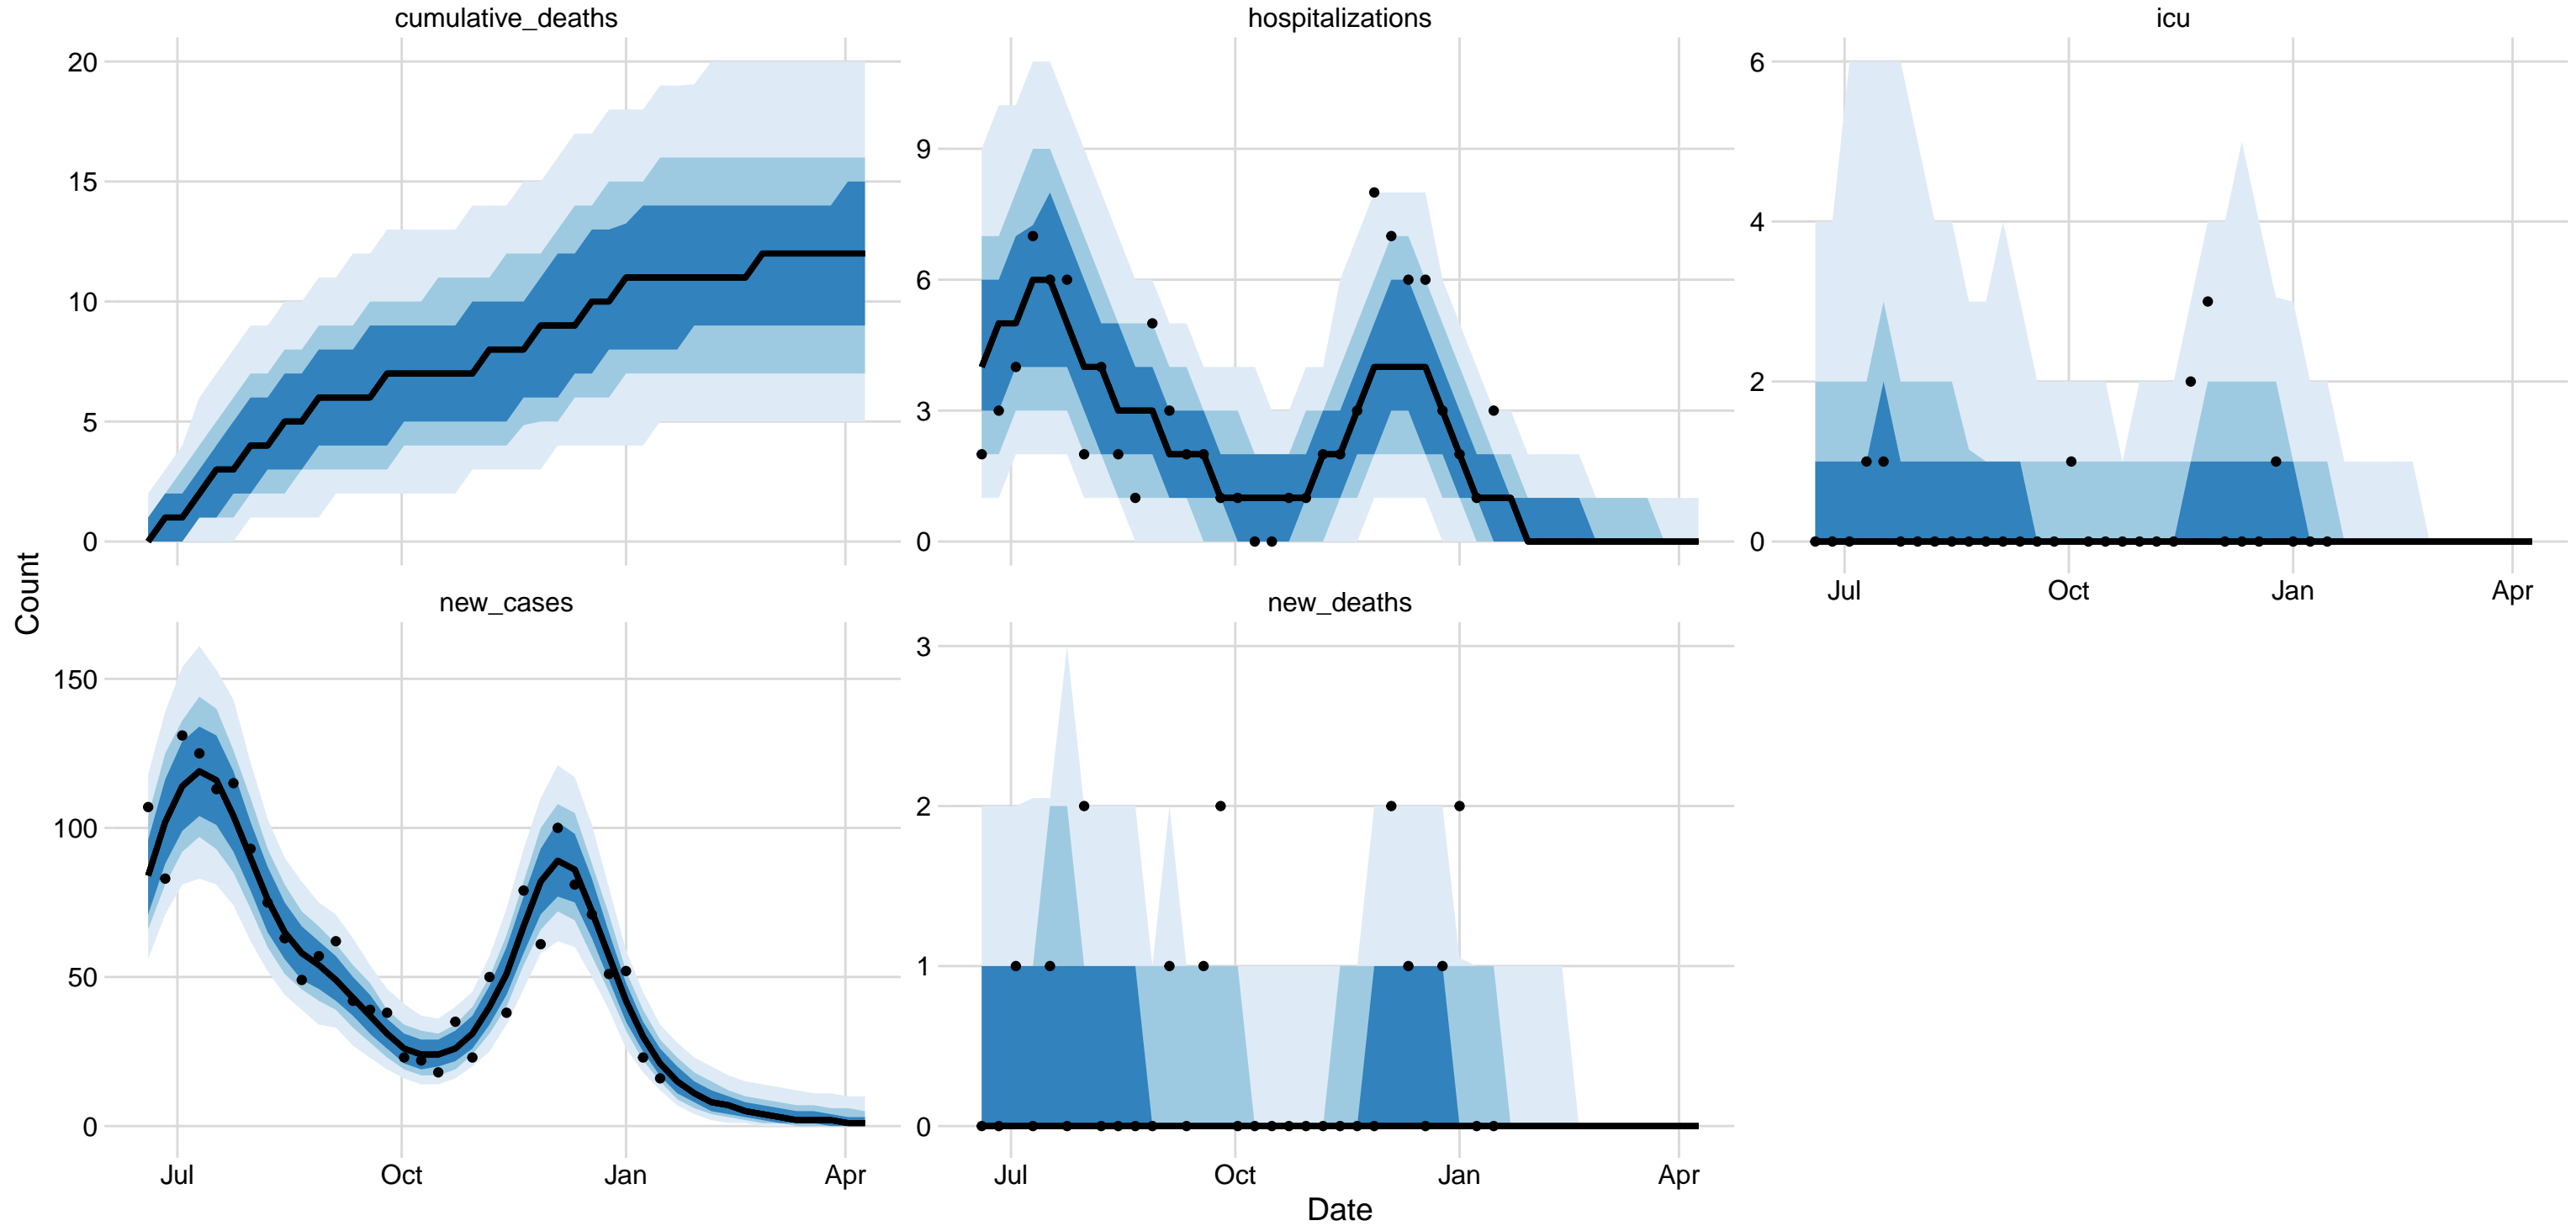 cumulative_deaths
hospitalizations
icu
20
15
10
5
0
9
6
3
0
6
4
2
0
Jul Oct Jan Apr
Count
new_cases
new_deaths
150
100
50
0
3
2
1
0
Jul Oct Jan Apr
Jul Oct Jan Apr
Date